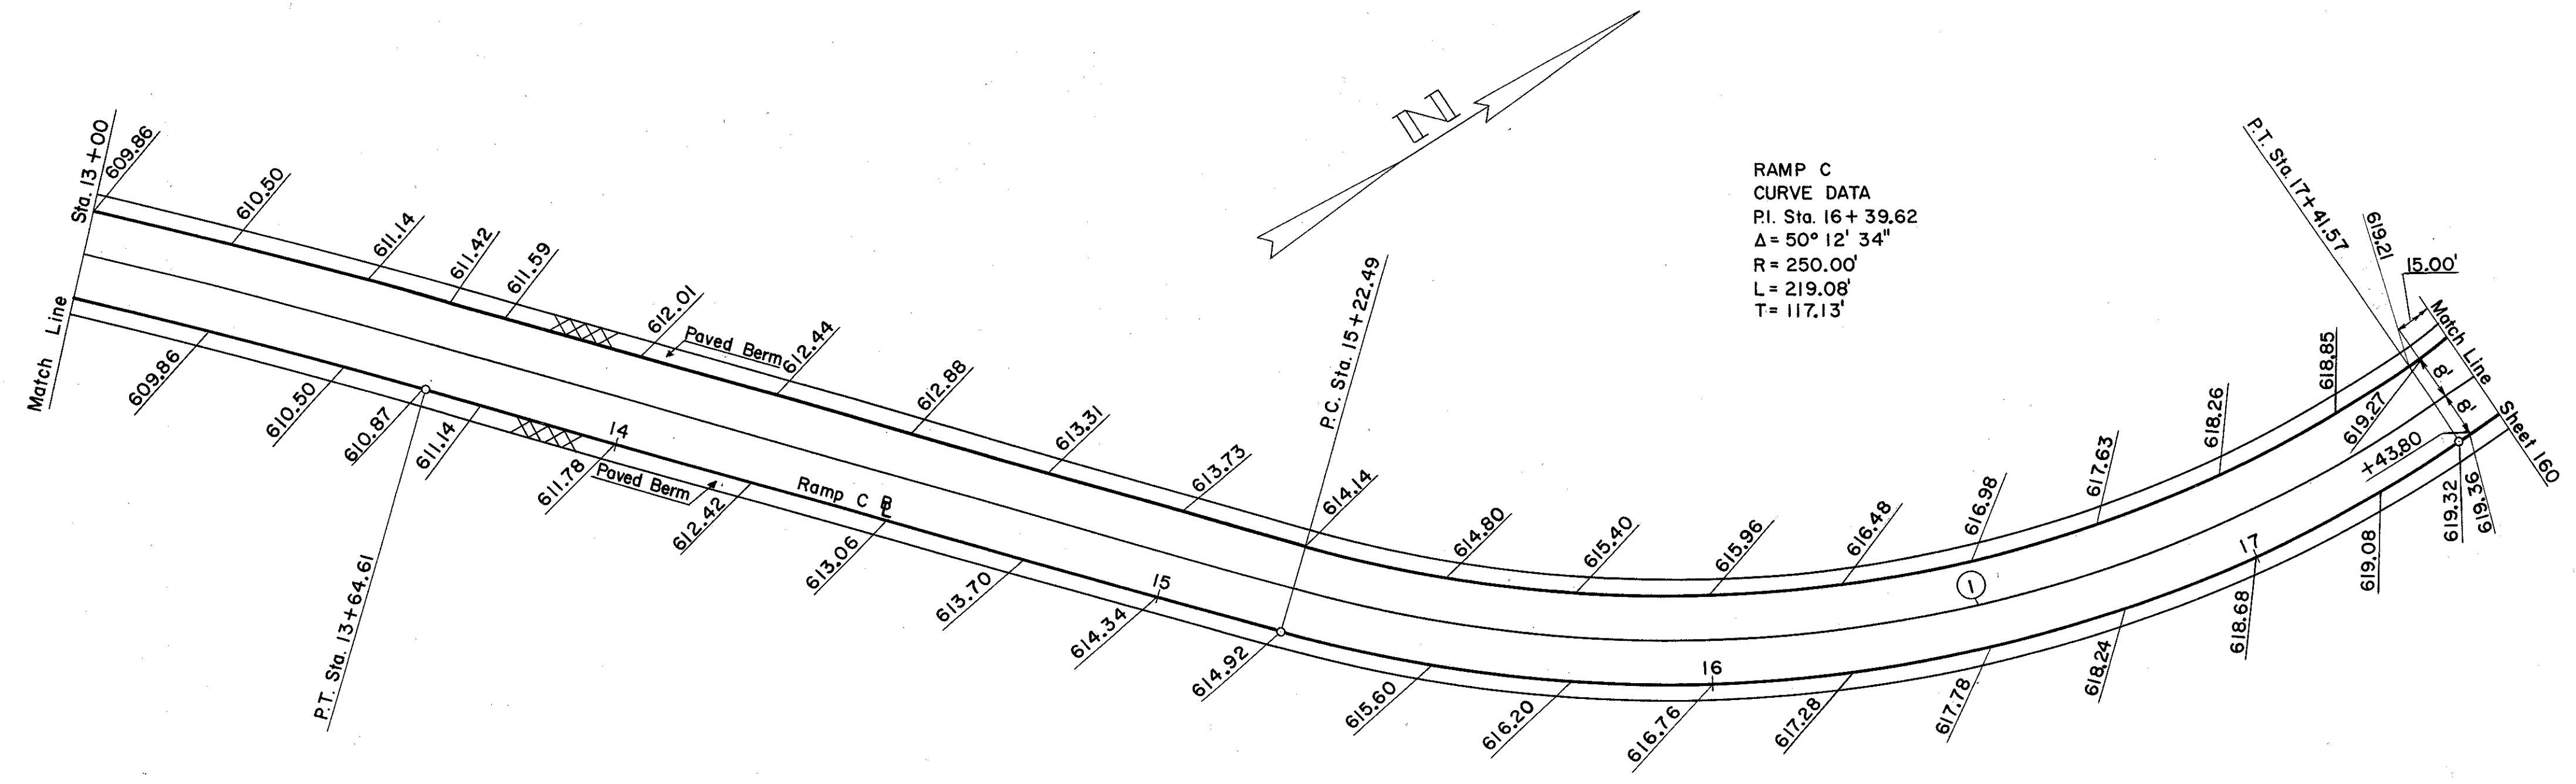 Sta. 13 + 00
609.86
610.50
611.14
611.42
611.59
612.01
Paved Berm
612.44
612.88
613.31
613.73
P.C. Sta. 15+22.49
614.14
614.80
615.40
615.96
616.48
616.98
617.63
618.26
618.85
N
RAMP C
CURVE DATA
P.I. Sta. 16+39.62
Δ = 50° 12' 34"
R = 250.00'
L = 219.08'
T = 117.13'
P.T. Sta. 17+41.57
619.21
15.00'
Match Line
Sheet 160
8'
8'
619.27
+43.80
Match Line
609.86
610.50
610.87
P.T. Sta. 13+64.61
611.14
14
611.78
Paved Berm
612.42
Ramp C BL
613.06
613.70
15
614.34
614.92
615.60
616.20
16
616.76
617.28
1
617.78
618.24
17
618.68
619.08
619.32
619.36